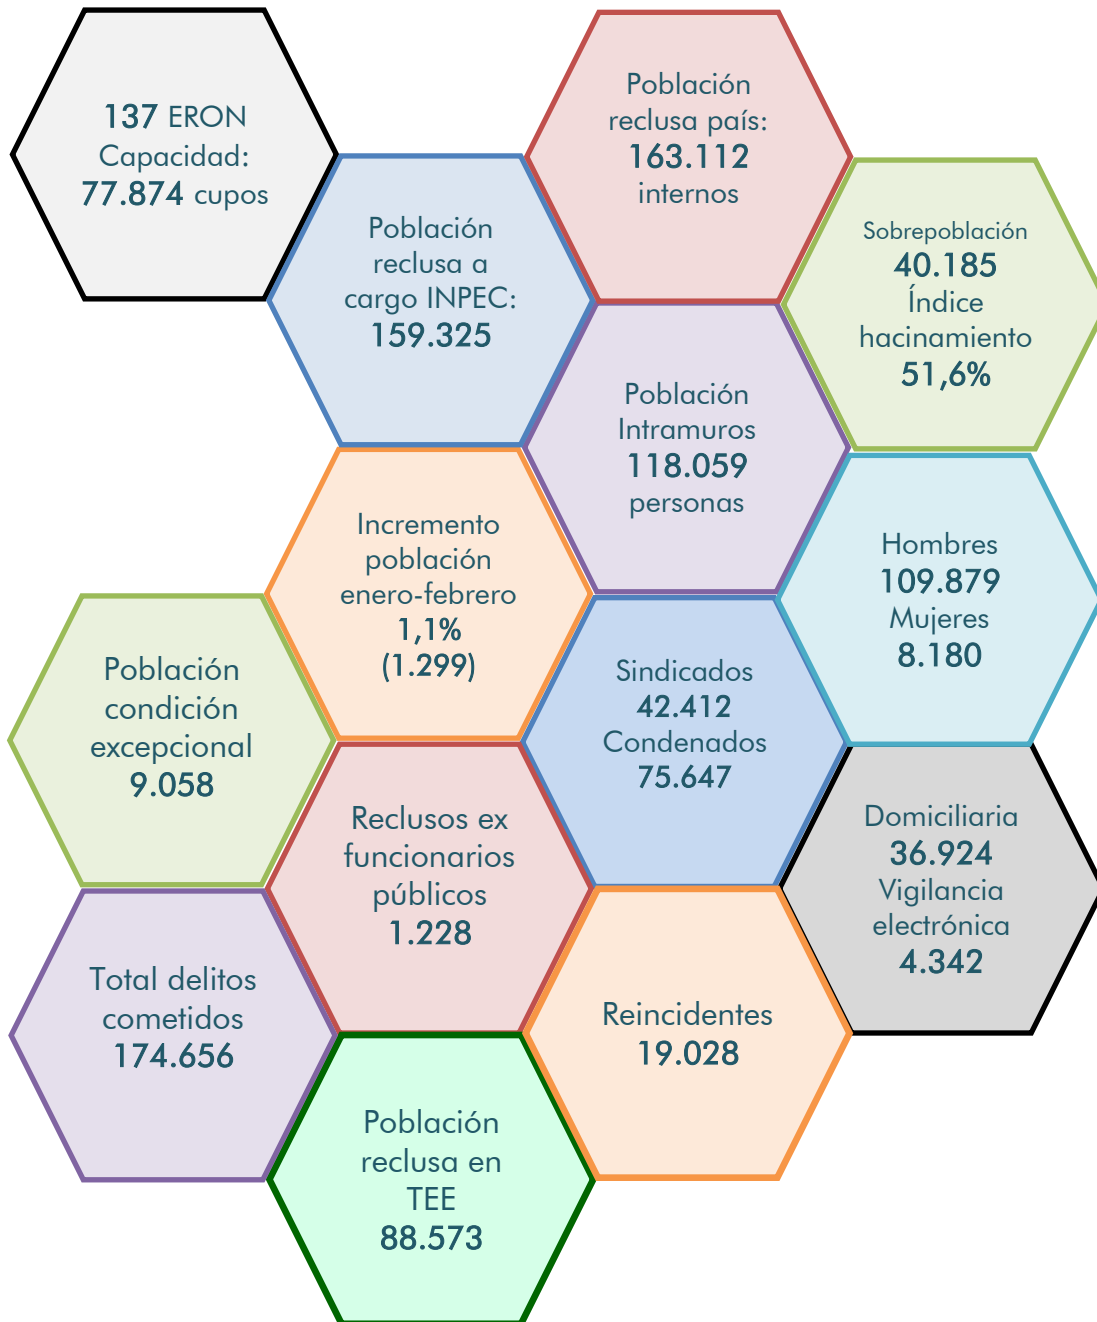 137 ERON
Capacidad:
77.874 cupos
Población
reclusa país:
163.112
internos
Población
reclusa a
cargo INPEC:
159.325
Sobrepoblación
40.185
Índice
hacinamiento
51,6%
Población
Intramuros
118.059
personas
Incremento
población
enero-febrero
1,1%
(1.299)
Hombres
109.879
Mujeres
8.180
Población
condición
excepcional
9.058
Sindicados
42.412
Condenados
75.647
Reclusos ex
funcionarios
públicos
1.228
Domiciliaria
36.924
Vigilancia
electrónica
4.342
Total delitos
cometidos
174.656
Reincidentes
19.028
Población
reclusa en
TEE
88.573